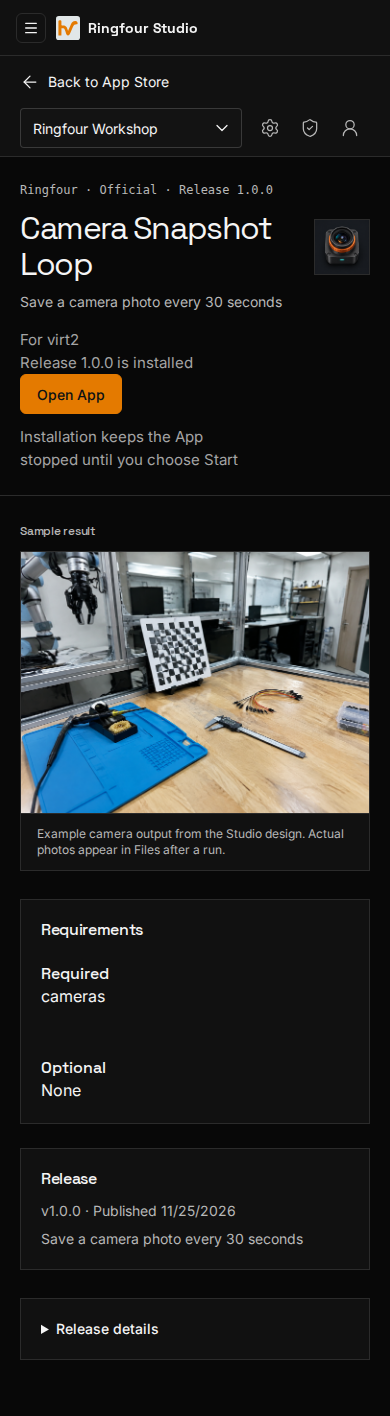 Ringfour Studio
Back to App Store
Ringfour Workshop
Ringfour · Official · Release 1.0.0
Camera Snapshot
Loop
Save a camera photo every 30 seconds
For virt2
Release 1.0.0 is installed
Open App
Installation keeps the App
stopped until you choose Start
Sample result
Example camera output from the Studio design. Actual
photos appear in Files after a run.
Requirements
Required
cameras
Optional
None
Release
v1.0.0 · Published 11/25/2026
Save a camera photo every 30 seconds
Release details